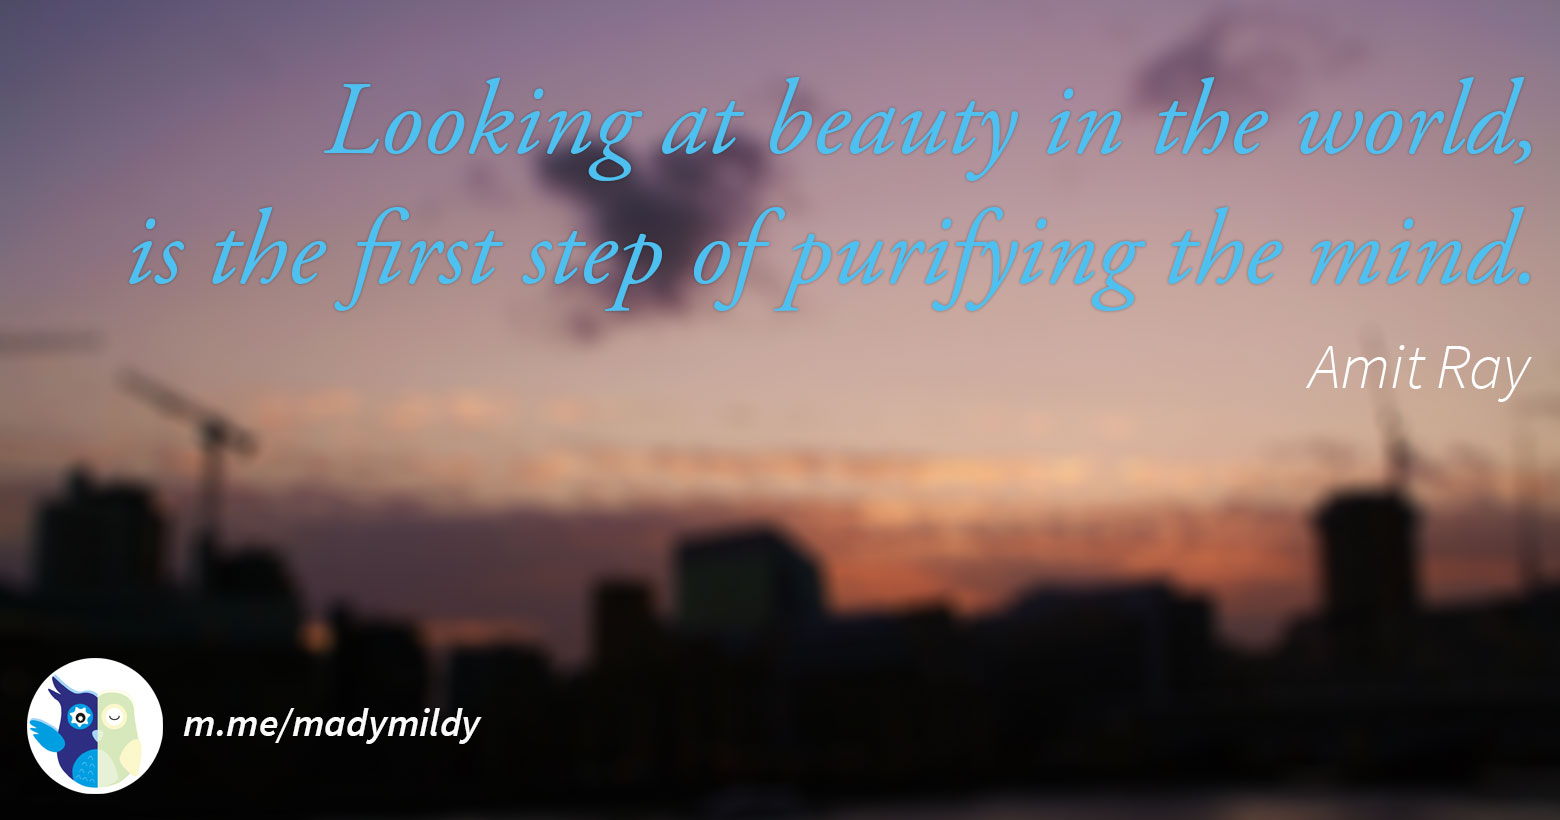 Looking at beauty in the world,
is the first step of purifying the mind.
Amit Ray
m.me/madymildy